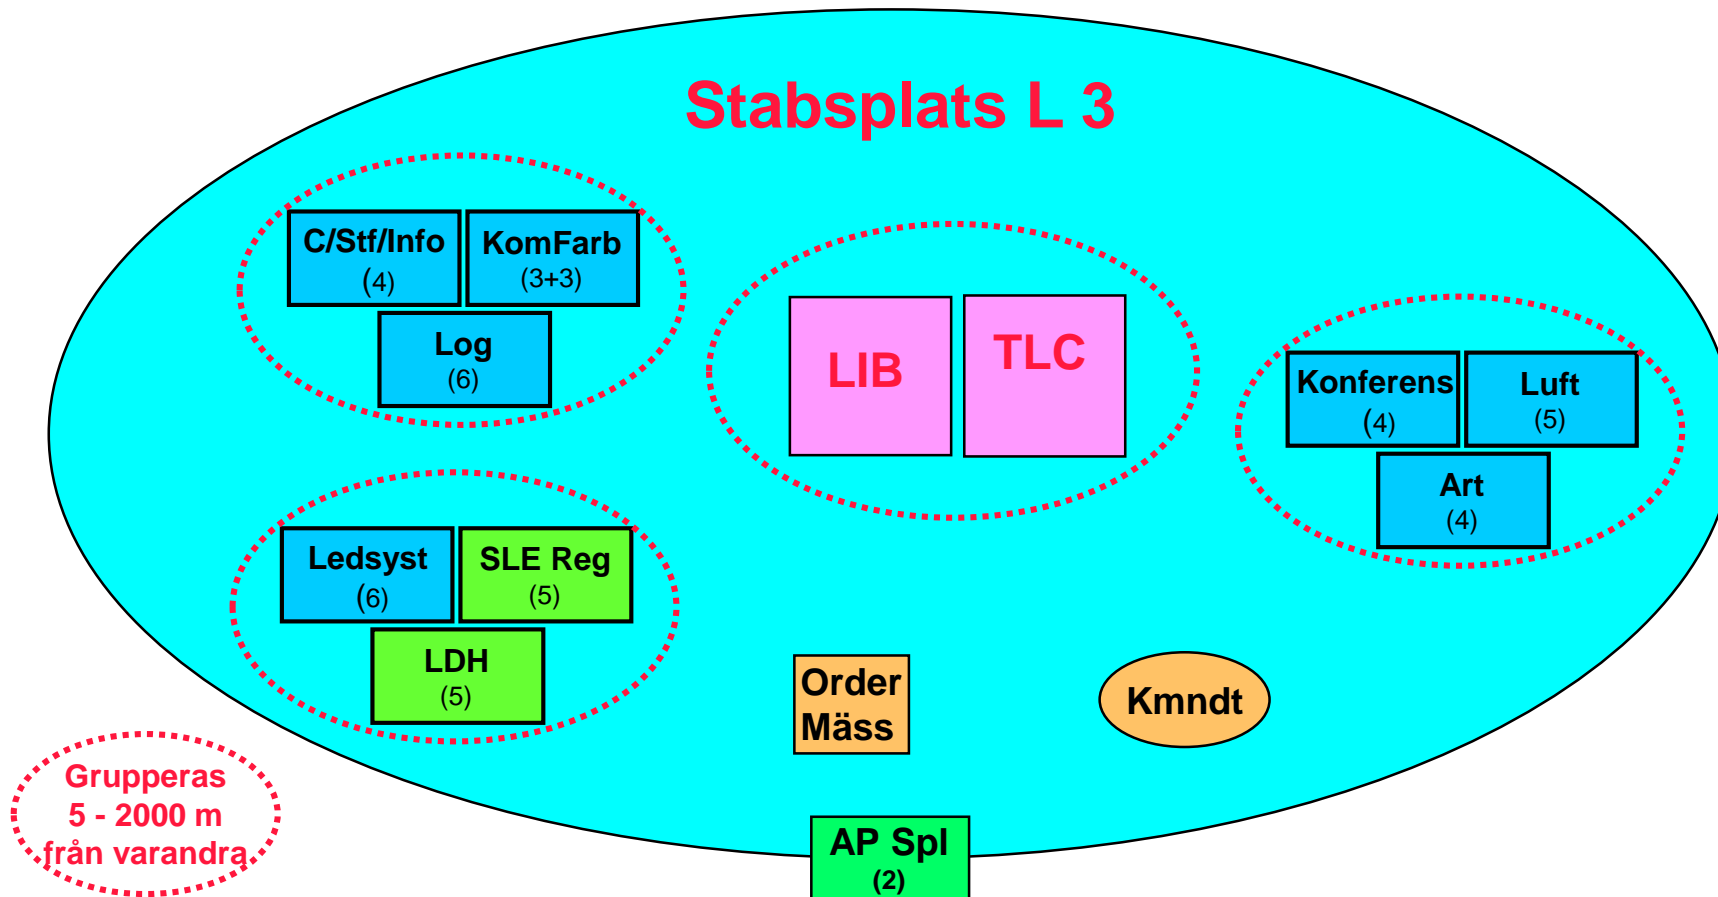 Stabsplats L 3
C/Stf/Info
(4)
KomFarb
(3+3)
Log
(6)
LIB
TLC
Konferens
(4)
Luft
(5)
Art
(4)
Ledsyst
(6)
SLE Reg
(5)
LDH
(5)
Order
Mäss
Kmndt
Grupperas
5 - 2000 m
från varandra
AP Spl
(2)